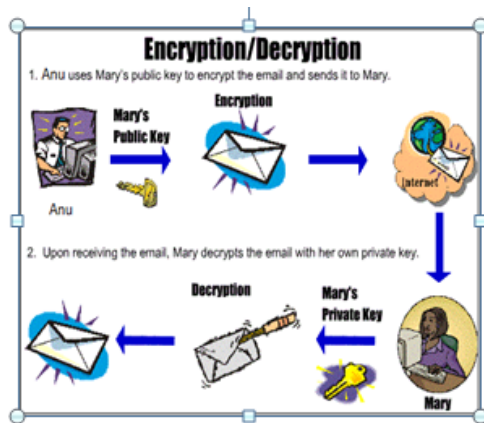 Encryption/Decryption
1. Anu uses Mary's public key to encrypt the email and sends it to Mary.
Mary's
Public Key
Encryption
Internet
Anu
2. Upon receiving the email, Mary decrypts the email with her own private key.
Decryption
Mary's
Private Key
Mary